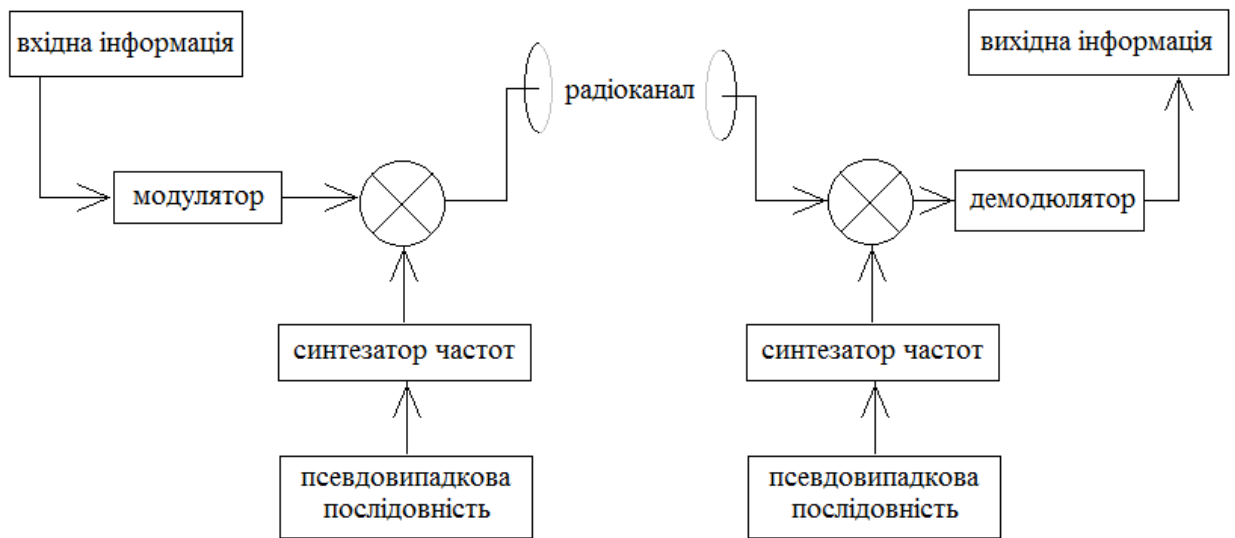 вхідна інформація
вихідна інформація
радіоканал
модулятор
демодюлятор
синтезатор частот
синтезатор частот
псевдовипадкова
послідовність
псевдовипадкова
послідовність